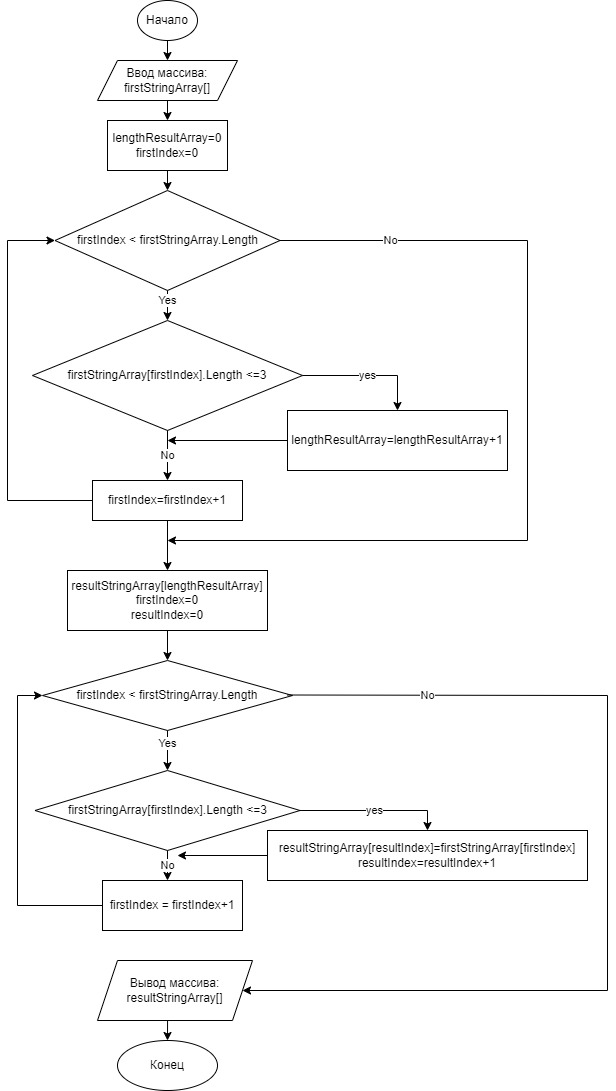 Начало
Ввод массива:
firstStringArray[]
lengthResultArray=0
firstIndex=0
firstIndex < firstStringArray.Length
No
Yes
firstStringArray[firstIndex].Length <=3
yes
lengthResultArray=lengthResultArray+1
No
firstIndex=firstIndex+1
resultStringArray[lengthResultArray]
firstIndex=0
resultIndex=0
firstIndex < firstStringArray.Length
No
Yes
firstStringArray[firstIndex].Length <=3
yes
resultStringArray[resultIndex]=firstStringArray[firstIndex]
resultIndex=resultIndex+1
No
firstIndex = firstIndex+1
Вывод массива:
resultStringArray[]
Конец